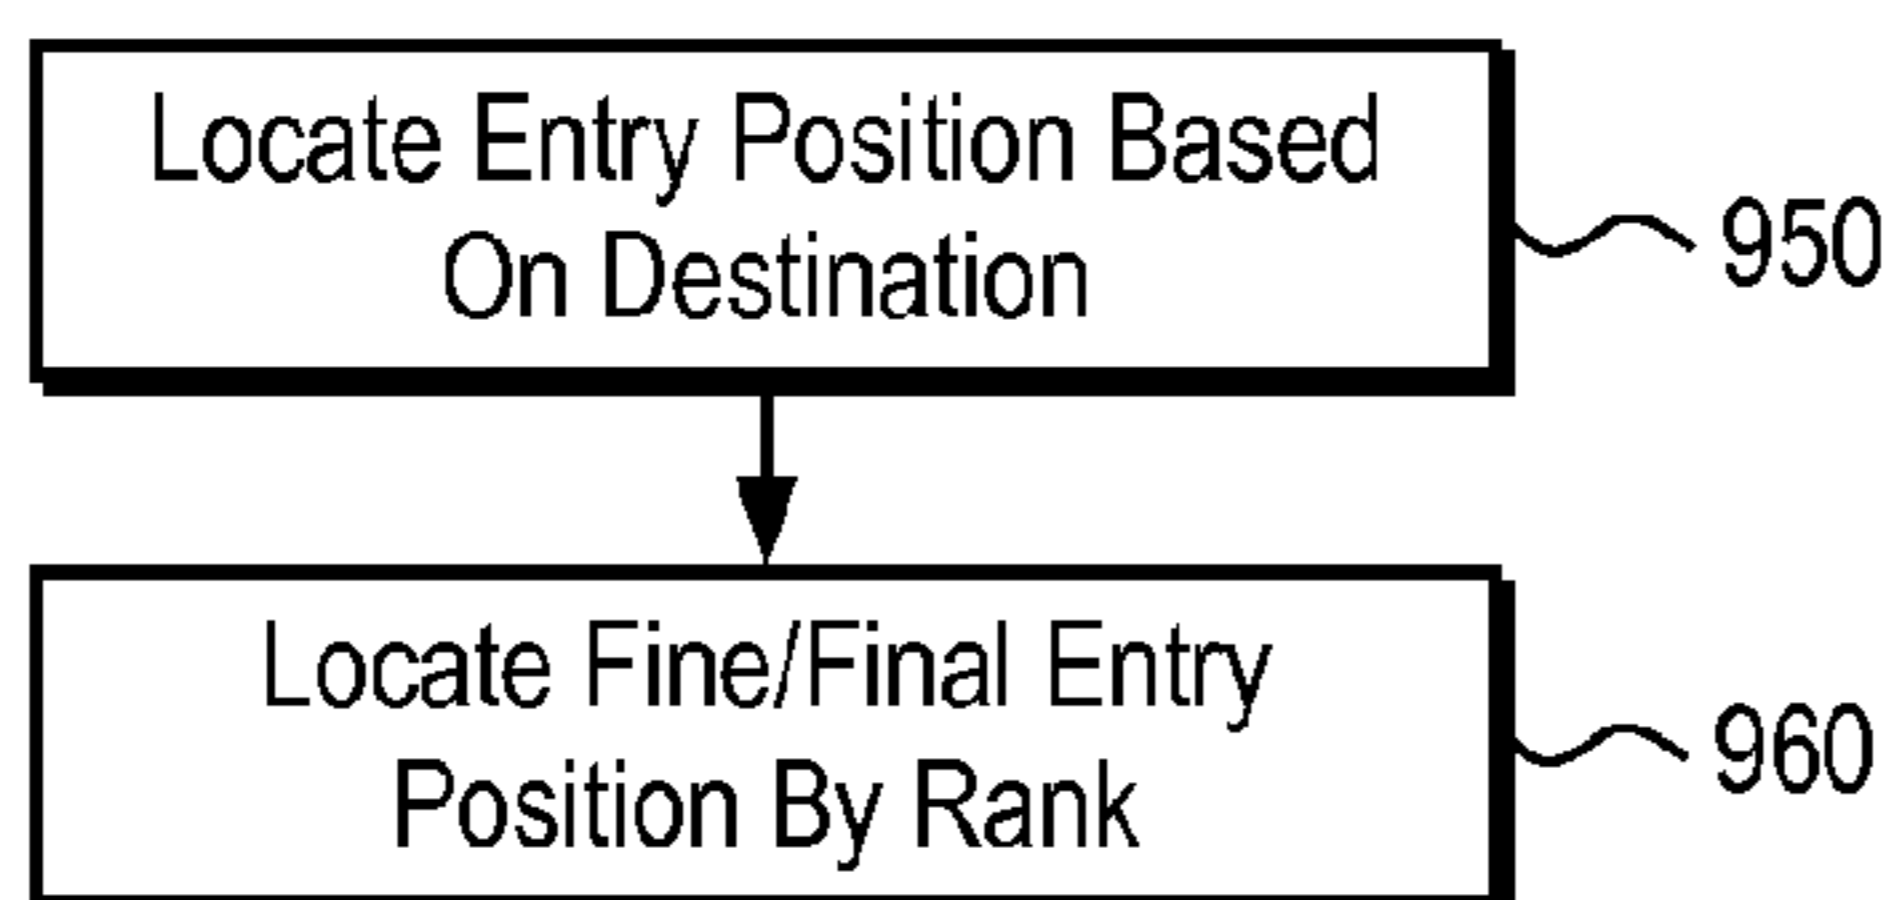 Locate Entry Position Based
On Destination
950
Locate Fine/Final Entry
Position By Rank
960